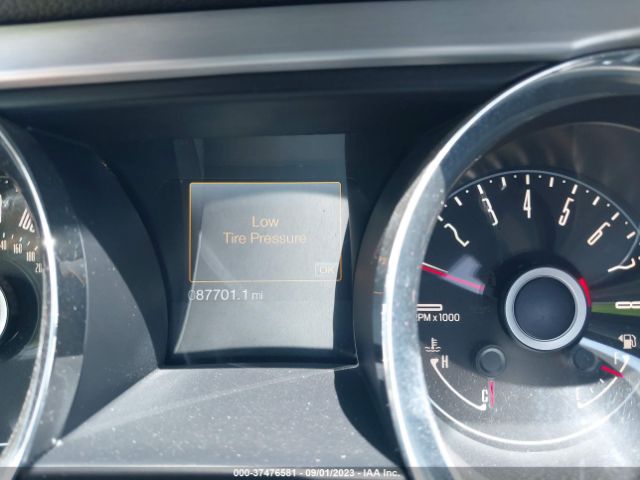 Low
Tire Pressure
OK
087701.1 mi
2 3 4 5 6 7
RPM x 1000
H
C
F
000-37476581 - 09/01/2023 - IAA Inc.